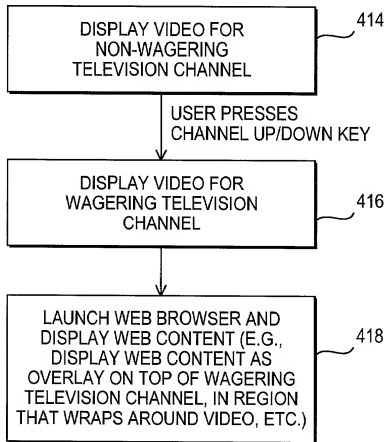 DISPLAY VIDEO FOR
NON-WAGERING
TELEVISION CHANNEL
414
USER PRESSES
CHANNEL UP/DOWN KEY
DISPLAY VIDEO FOR
WAGERING TELEVISION
CHANNEL
416
LAUNCH WEB BROWSER AND
DISPLAY WEB CONTENT (E.G.,
DISPLAY WEB CONTENT AS
OVERLAY ON TOP OF WAGERING
TELEVISION CHANNEL, IN REGION
THAT WRAPS AROUND VIDEO, ETC.)
418